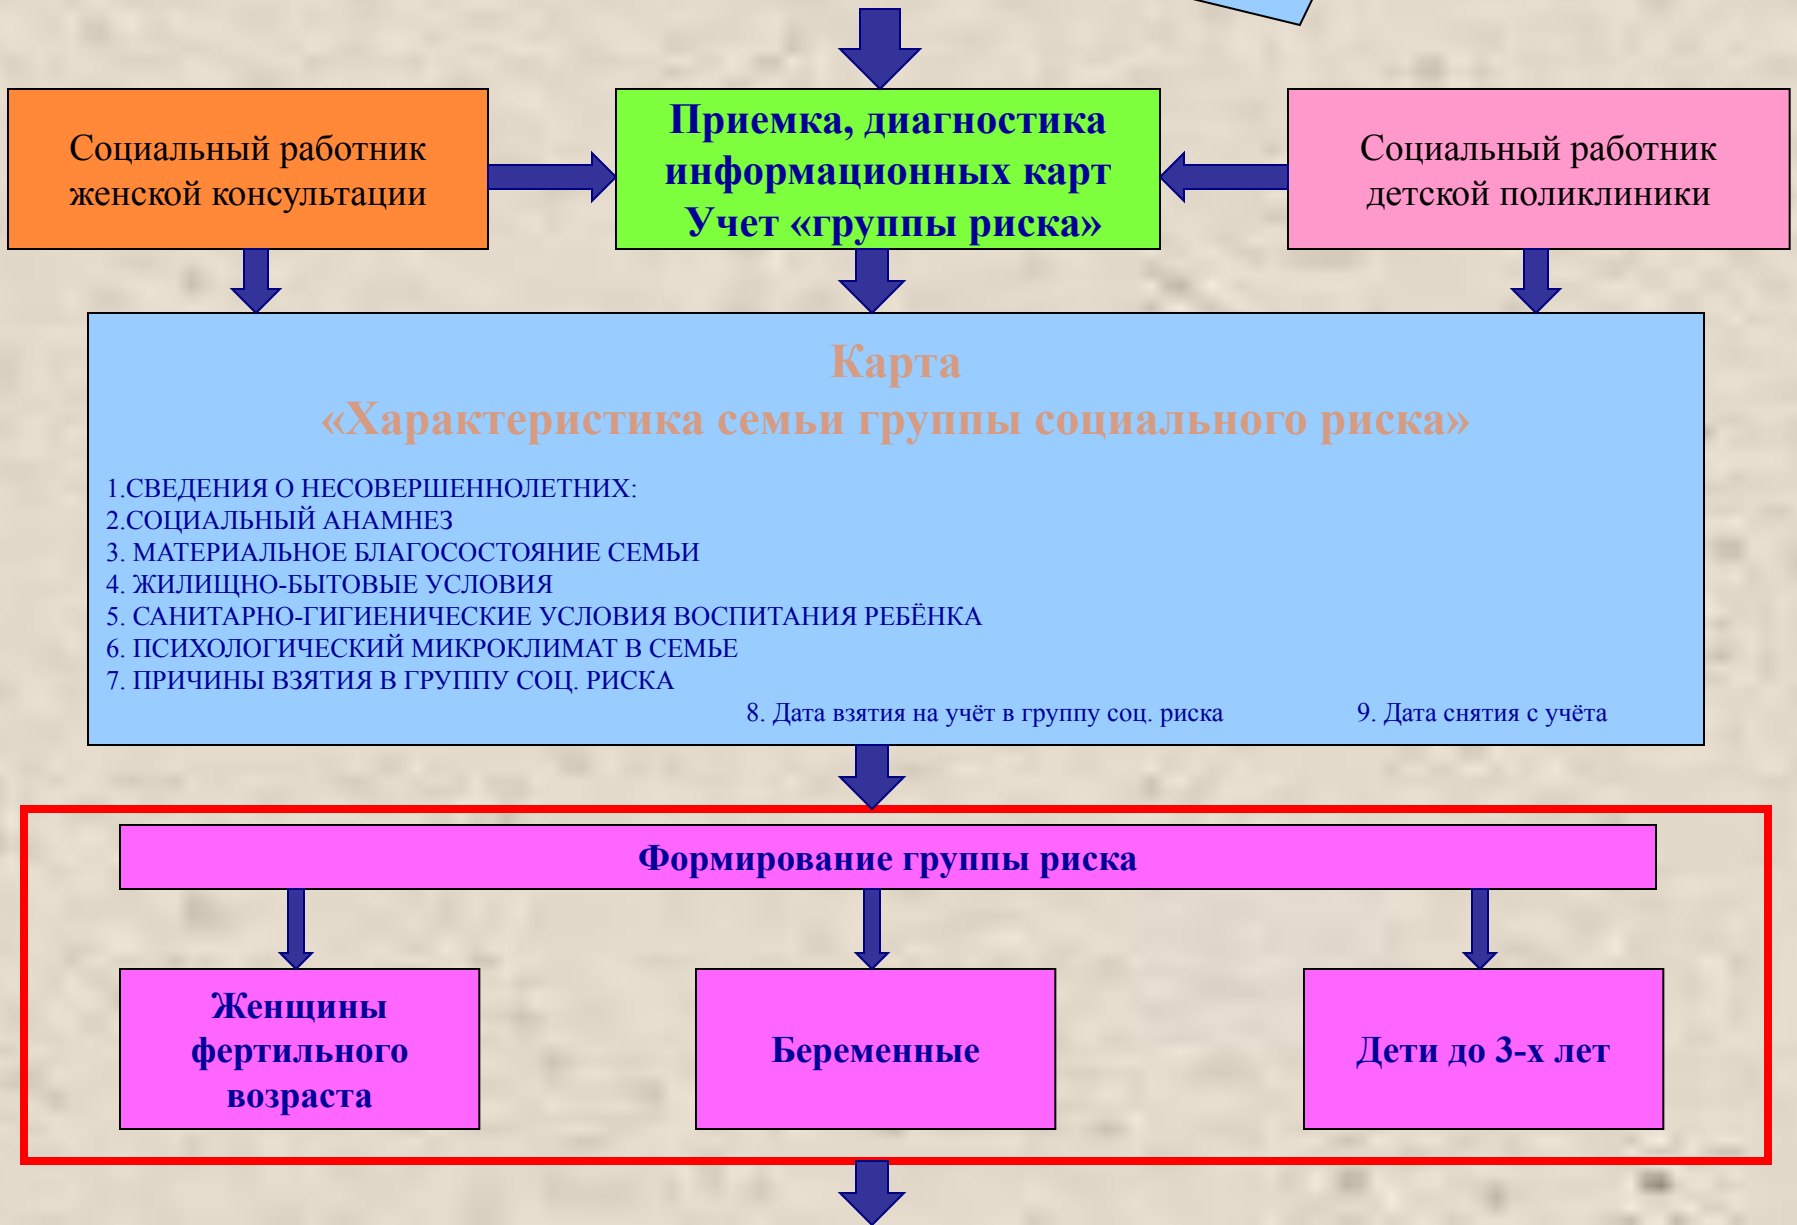 Социальный работник
женской консультации
Приемка, диагностика
информационных карт
Учет «группы риска»
Социальный работник
детской поликлиники
Карта
«Характеристика семьи группы социального риска»
1.СВЕДЕНИЯ О НЕСОВЕРШЕННОЛЕТНИХ:
2.СОЦИАЛЬНЫЙ АНАМНЕЗ
3. МАТЕРИАЛЬНОЕ БЛАГОСОСТОЯНИЕ СЕМЬИ
4. ЖИЛИЩНО-БЫТОВЫЕ УСЛОВИЯ
5. САНИТАРНО-ГИГИЕНИЧЕСКИЕ УСЛОВИЯ ВОСПИТАНИЯ РЕБЁНКА
6. ПСИХОЛОГИЧЕСКИЙ МИКРОКЛИМАТ В СЕМЬЕ
7. ПРИЧИНЫ ВЗЯТИЯ В ГРУППУ СОЦ. РИСКА
8. Дата взятия на учёт в группу соц. риска 9. Дата снятия с учёта
Формирование группы риска
Женщины
фертильного
возраста
Беременные
Дети до 3-х лет